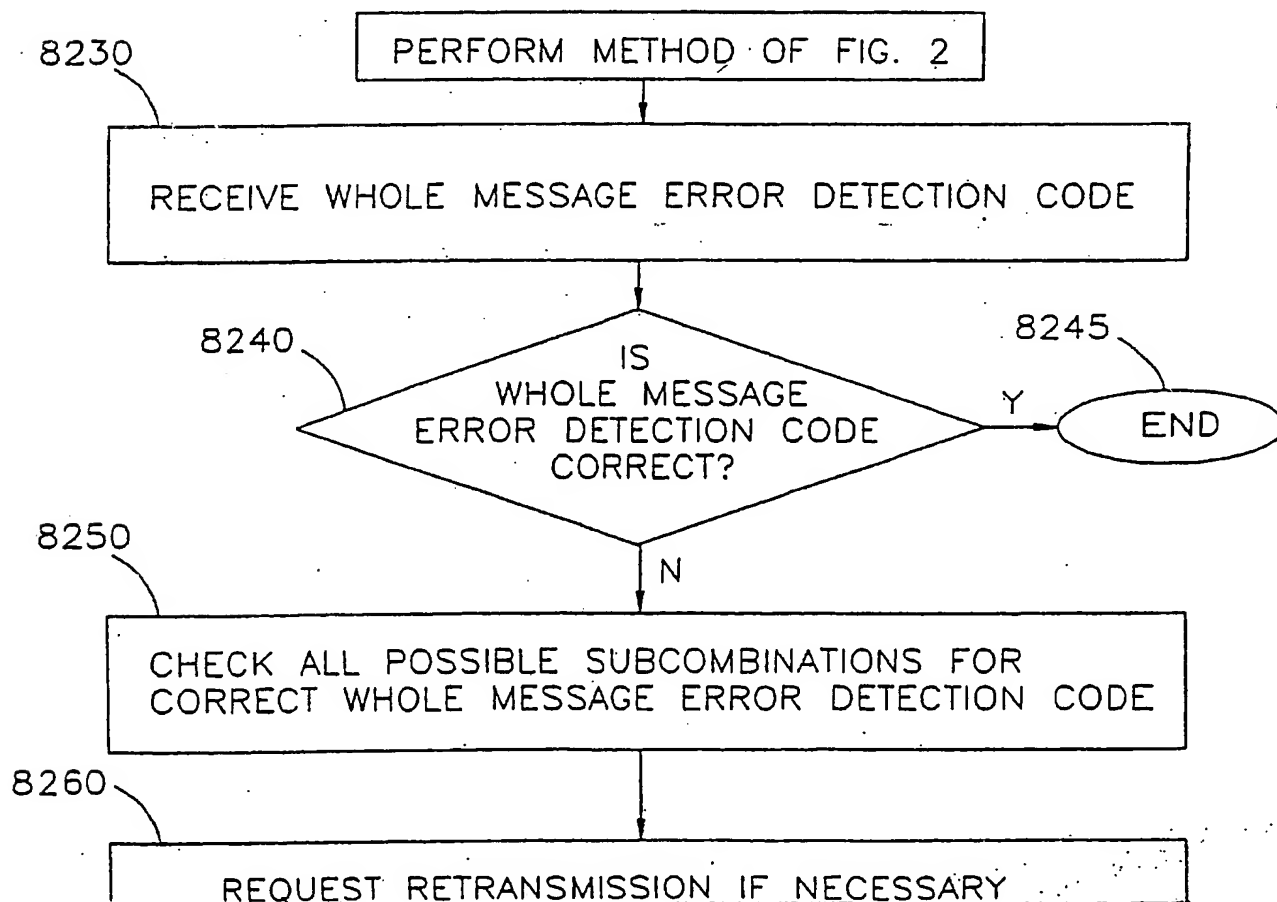 PERFORM METHOD OF FIG. 2
8230
RECEIVE WHOLE MESSAGE ERROR DETECTION CODE
8240
IS
WHOLE MESSAGE
ERROR DETECTION CODE
CORRECT?
Y
8245
END
N
8250
CHECK ALL POSSIBLE SUBCOMBINATIONS FOR
CORRECT WHOLE MESSAGE ERROR DETECTION CODE
8260
REQUEST RETRANSMISSION IF NECESSARY